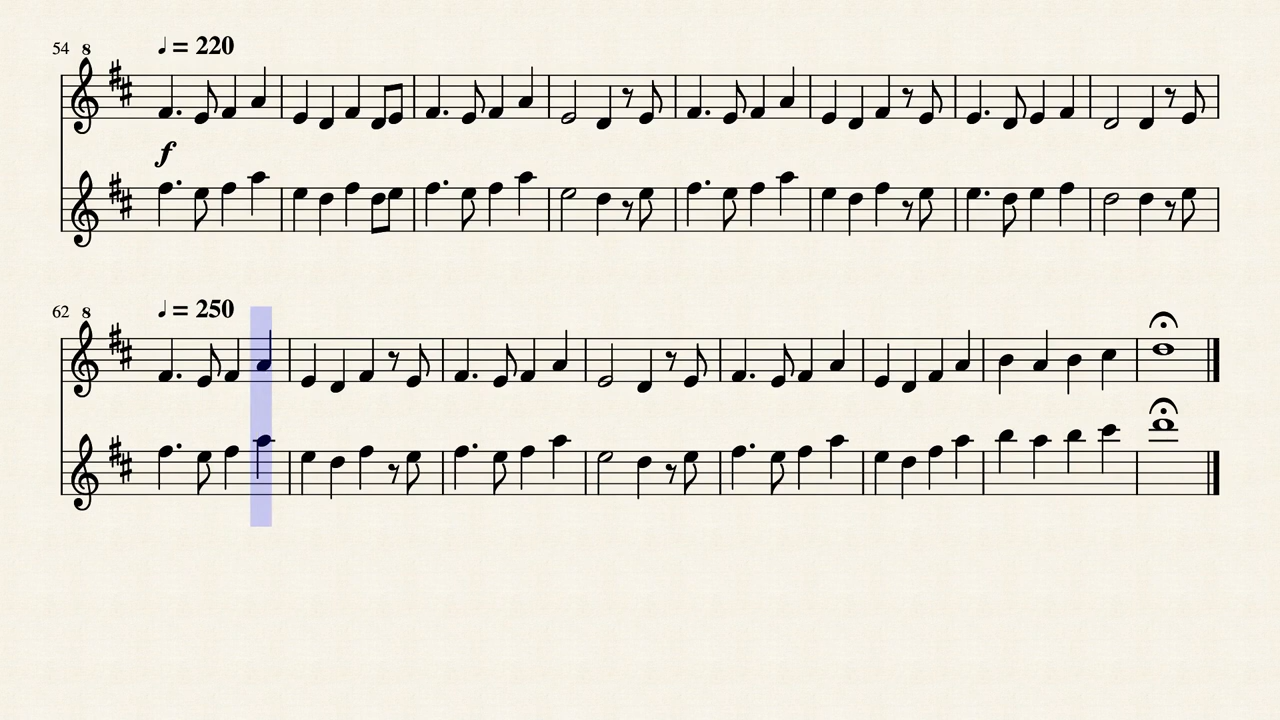 54 8 ♩ = 220
f
62 8 ♩ = 250